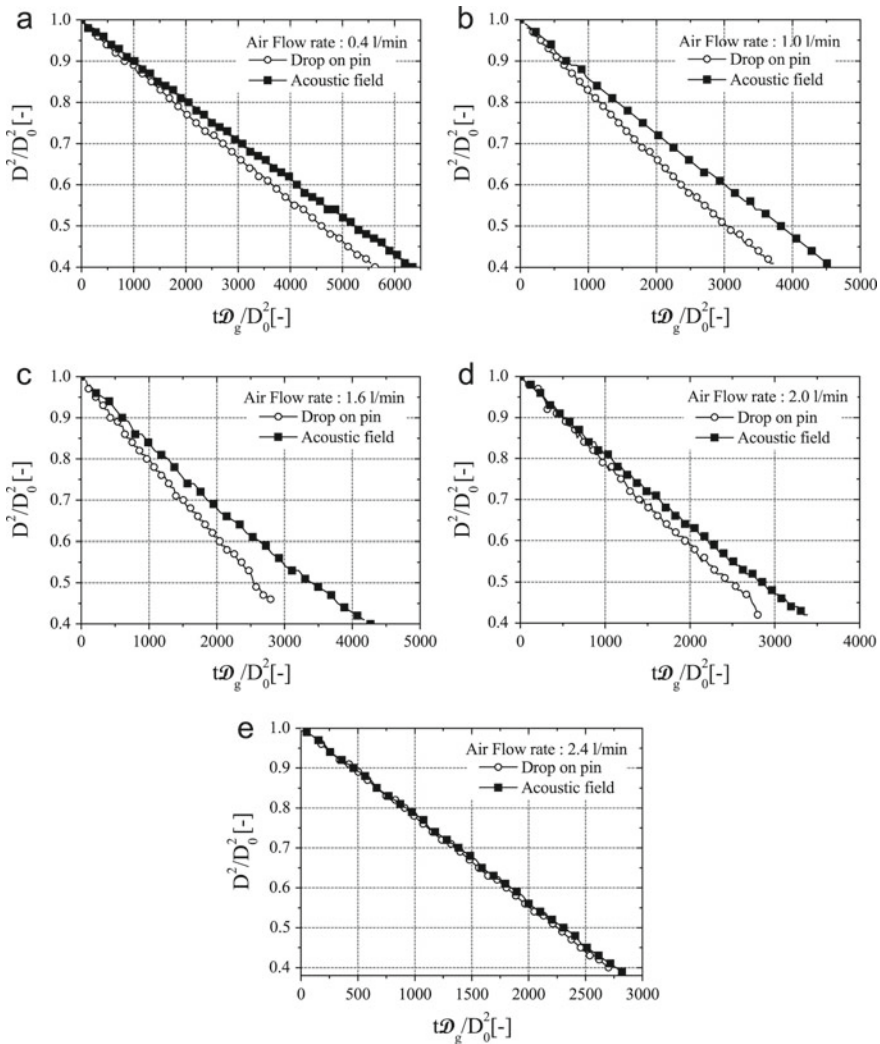 a
Air Flow rate : 0.4 l/min
Drop on pin
Acoustic field
D²/D₀² [-]
1.0
0.9
0.8
0.7
0.6
0.5
0.4
0 1000 2000 3000 4000 5000 6000
t𝒟g/D₀²[-]
b
Air Flow rate : 1.0 l/min
Drop on pin
Acoustic field
D²/D₀² [-]
1.0
0.9
0.8
0.7
0.6
0.5
0.4
0 1000 2000 3000 4000 5000
t𝒟g/D₀²[-]
c
Air Flow rate : 1.6 l/min
Drop on pin
Acoustic field
D²/D₀² [-]
1.0
0.9
0.8
0.7
0.6
0.5
0.4
0 1000 2000 3000 4000 5000
t𝒟g/D₀²[-]
d
Air Flow rate : 2.0 l/min
Drop on pin
Acoustic field
D²/D₀² [-]
1.0
0.9
0.8
0.7
0.6
0.5
0.4
0 1000 2000 3000 4000
t𝒟g/D₀²[-]
e
Air Flow rate : 2.4 l/min
Drop on pin
Acoustic field
D²/D₀² [-]
1.0
0.9
0.8
0.7
0.6
0.5
0.4
0 500 1000 1500 2000 2500 3000
t𝒟g/D₀²[-]